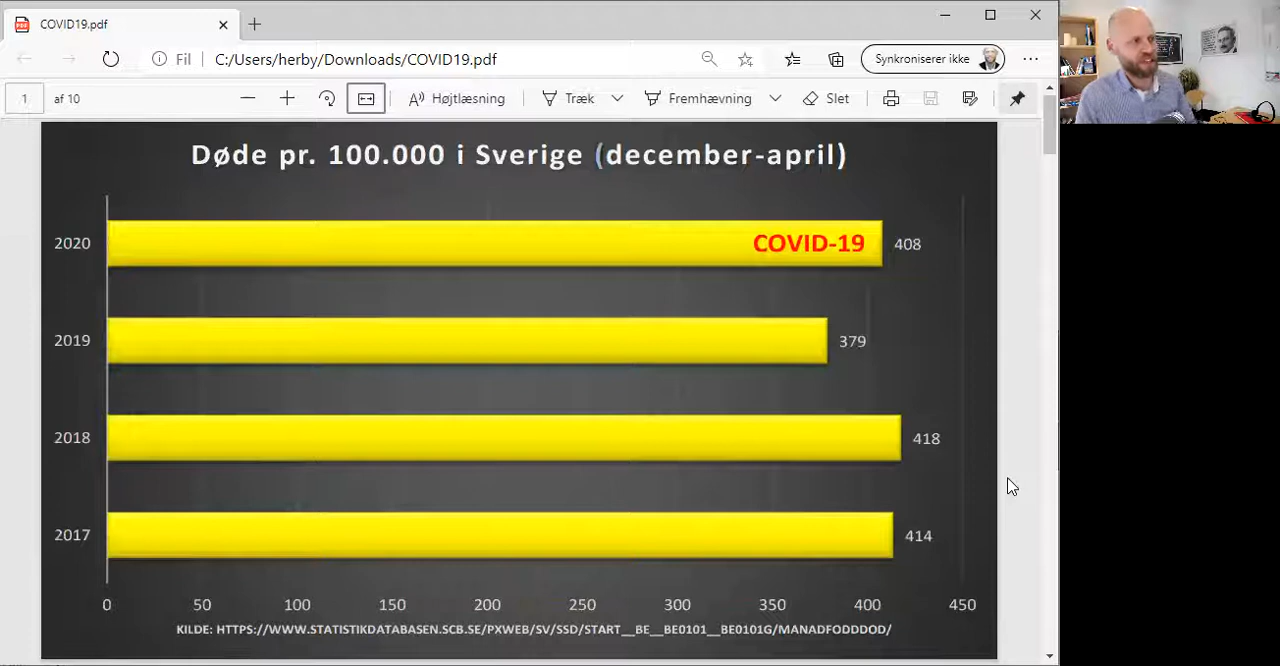 COVID19.pdf
Fil C:/Users/herby/Downloads/COVID19.pdf Synkroniserer ikke
1 af 10 Højtlæsning Træk Fremhævning Slet
Døde pr. 100.000 i Sverige (december-april)
2020 COVID-19 408
2019 379
2018 418
2017 414
0 50 100 150 200 250 300 350 400 450
KILDE: HTTPS://WWW.STATISTIKDATABASEN.SCB.SE/PXWEB/SV/SSD/START__BE__BE0101__BE0101G/MANADFODDDOD/